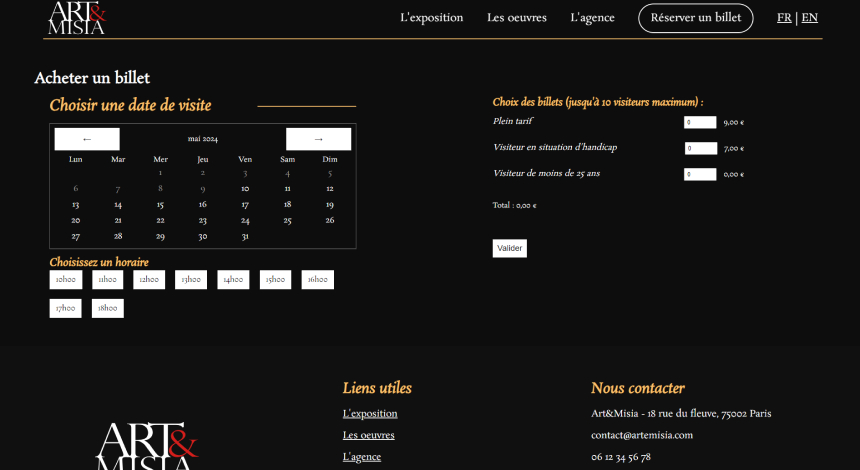 ART&
MISIA
L'exposition Les oeuvres L'agence Réserver un billet FR | EN
Acheter un billet
Choisir une date de visite
← mai 2024 →
Lun Mar Mer Jeu Ven Sam Dim
1 2 3 4 5
6 7 8 9 10 11 12
13 14 15 16 17 18 19
20 21 22 23 24 25 26
27 28 29 30 31
Choisissez un horaire
10h00 11h00 12h00 13h00 14h00 15h00 16h00
17h00 18h00
Choix des billets (jusqu'à 10 visiteurs maximum) :
Plein tarif 0 9,00 €
Visiteur en situation d'handicap 0 7,00 €
Visiteur de moins de 25 ans 0 0,00 €
Total : 0,00 €
Valider
ART&
MISIA
Liens utiles
L'exposition
Les oeuvres
L'agence
Nous contacter
Art&Misia - 18 rue du fleuve, 75002 Paris
contact@artemisia.com
06 12 34 56 78